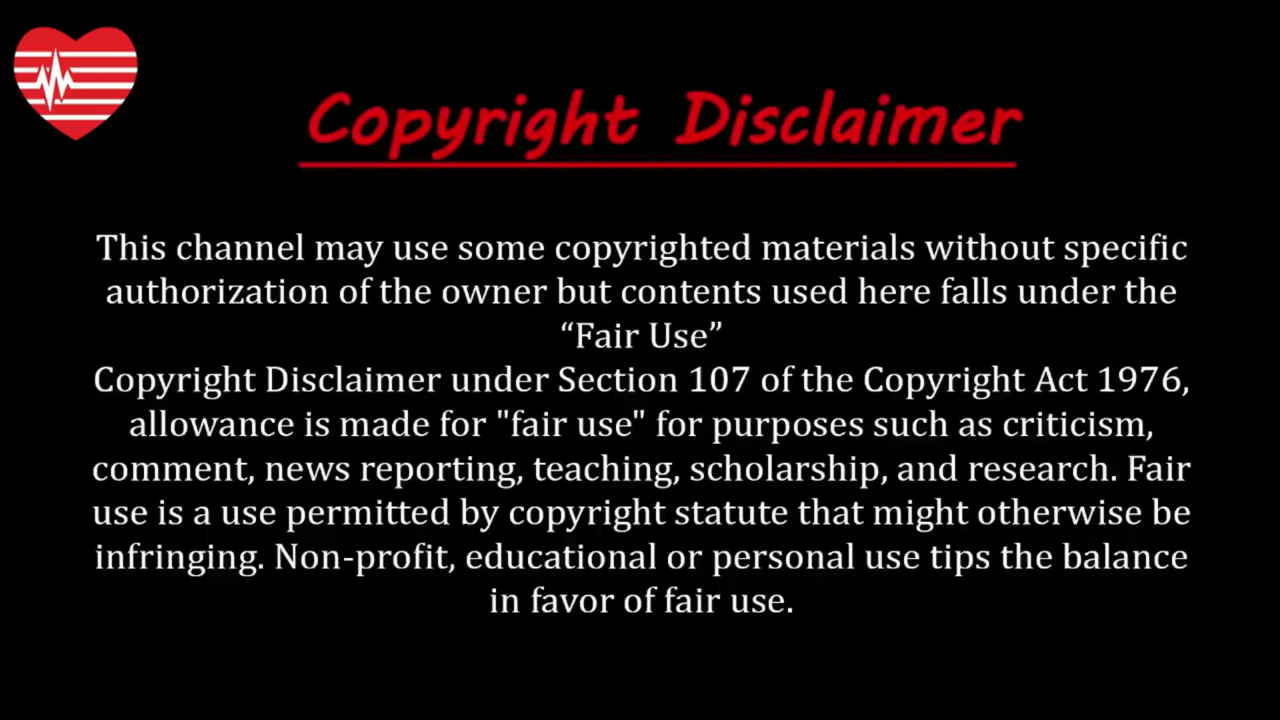 Copyright Disclaimer
This channel may use some copyrighted materials without specific
authorization of the owner but contents used here falls under the
“Fair Use”
Copyright Disclaimer under Section 107 of the Copyright Act 1976,
allowance is made for "fair use" for purposes such as criticism,
comment, news reporting, teaching, scholarship, and research. Fair
use is a use permitted by copyright statute that might otherwise be
infringing. Non-profit, educational or personal use tips the balance
in favor of fair use.